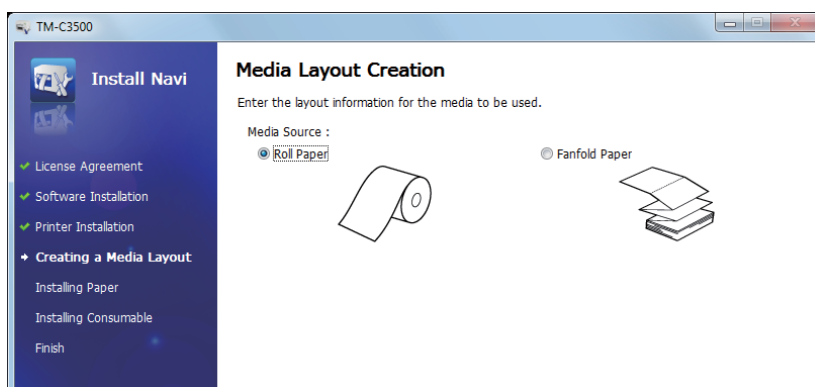 TM-C3500
Install Navi
License Agreement
Software Installation
Printer Installation
Creating a Media Layout
Installing Paper
Installing Consumable
Finish
Media Layout Creation
Enter the layout information for the media to be used.
Media Source :
Roll Paper Fanfold Paper